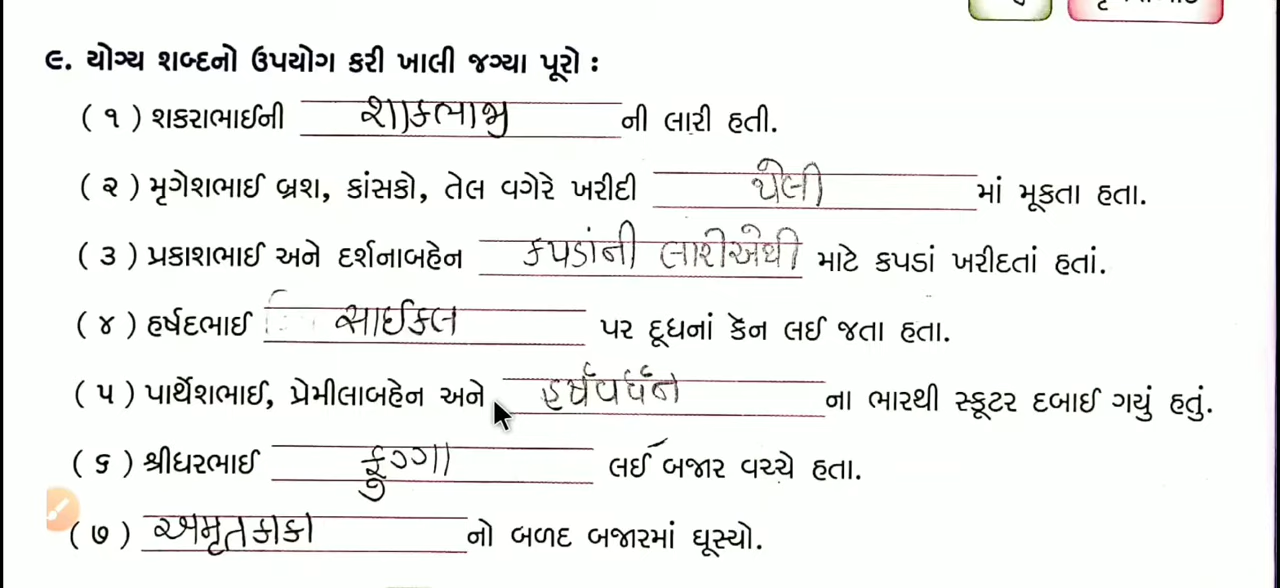 ૯. યોગ્ય શબ્દનો ઉપયોગ કરી ખાલી જગ્યા પૂરો :
(૧) શકરાભાઈની શાકભાજી ની લારી હતી.
(૨) મૃગેશભાઈ બ્રશ, કાંસકો, તેલ વગેરે ખરીદી થેલી માં મૂકતા હતા.
(૩) પ્રકાશભાઈ અને દર્શનાબહેન કપડાંની લારીએથી માટે કપડાં ખરીદતાં હતાં.
(૪) હર્ષદભાઈ સાઈકલ પર દૂધનાં કેન લઈ જતા હતા.
(૫) પાર્થેશભાઈ, પ્રેમીલાબહેન અને હર્ષવર્ધન ના ભારથી સ્કૂટર દબાઈ ગયું હતું.
(૬) શ્રીધરભાઈ ફુગ્ગા લઈ બજાર વચ્ચે હતા.
(૭) અમૃતકાકા નો બળદ બજારમાં ઘૂસ્યો.